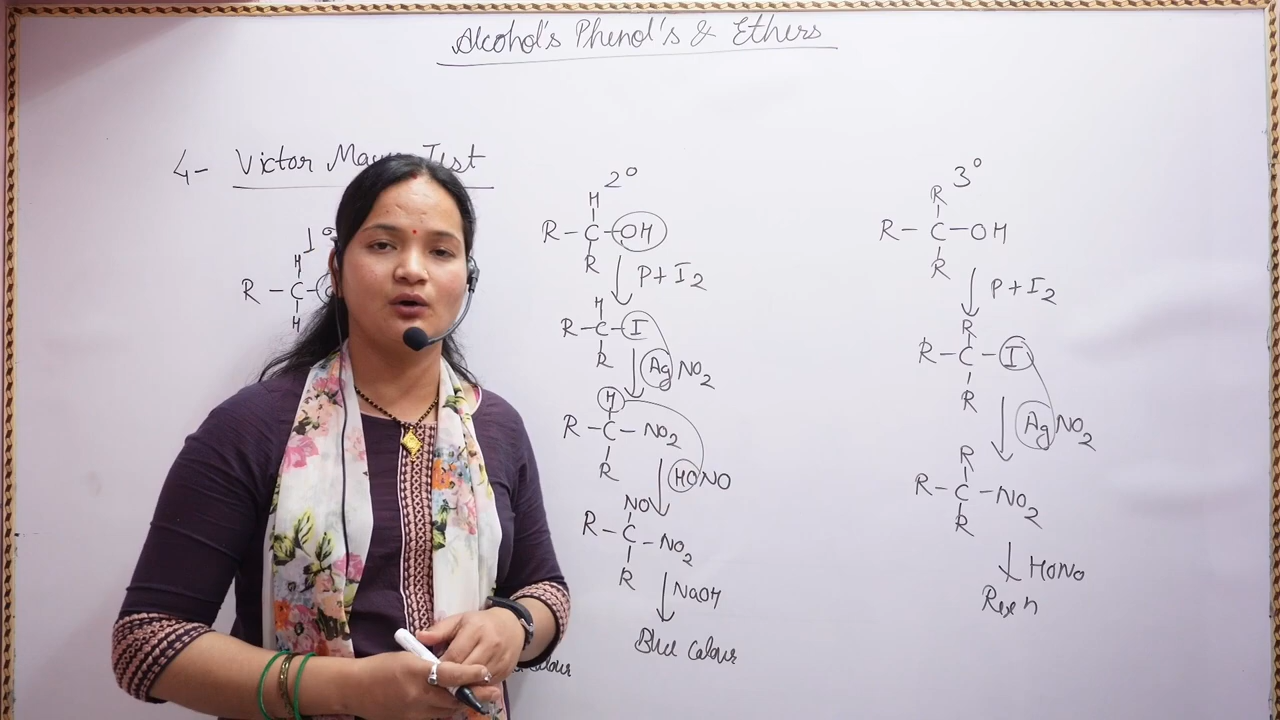 Alcohol's Phenol's & Ethers
4- Victor Test
1°
H
R-C-
H
2°
H
R-C-OH
R
P+I2
H
R-C-I
R
AgNO2
H
R-C-NO2
R
HONO
NO
R-C-NO2
R
NaOH
Blue Colour
3°
R
R-C-OH
R
P+I2
R
R-C-I
R
AgNO2
R
R-C-NO2
R
HONO